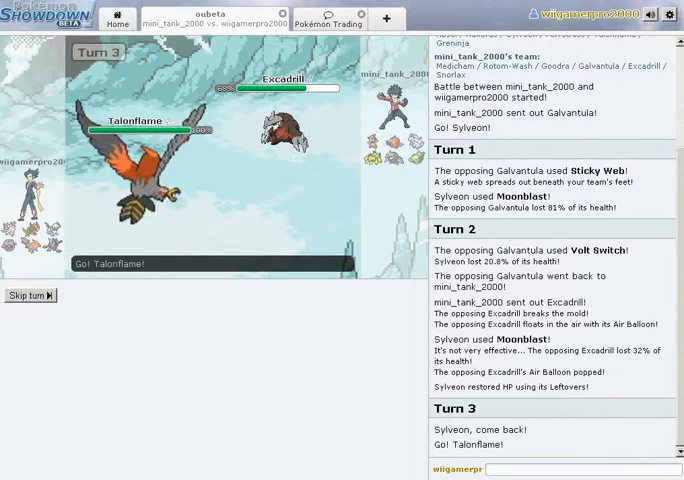 Pokémon
SHOWDOWN
BETA
Home
oubeta
mini_tank_2000 vs. wiigamerpro2000
Pokémon Trading
wiigamerpro2000
Turn 3
Excadrill
68%
Talonflame
100%
mini_tank_2000
wiigamerpro20
Go! Talonflame!
Skip turn
Greninja
mini_tank_2000's team:
Medicham / Rotom-Wash / Goodra / Galvantula / Excadrill /
Snorlax
Battle between mini_tank_2000 and
wiigamerpro2000 started!
mini_tank_2000 sent out Galvantula!
Go! Sylveon!
Turn 1
The opposing Galvantula used Sticky Web!
A sticky web spreads out beneath your team's feet!
Sylveon used Moonblast!
The opposing Galvantula lost 81% of its health!
Turn 2
The opposing Galvantula used Volt Switch!
Sylveon lost 20.8% of its health!
The opposing Galvantula went back to
mini_tank_2000!
mini_tank_2000 sent out Excadrill!
The opposing Excadrill breaks the mold!
The opposing Excadrill floats in the air with its Air Balloon!
Sylveon used Moonblast!
It's not very effective... The opposing Excadrill lost 32% of
its health!
The opposing Excadrill's Air Balloon popped!
Sylveon restored HP using its Leftovers!
Turn 3
Sylveon, come back!
Go! Talonflame!
wiigamerpr